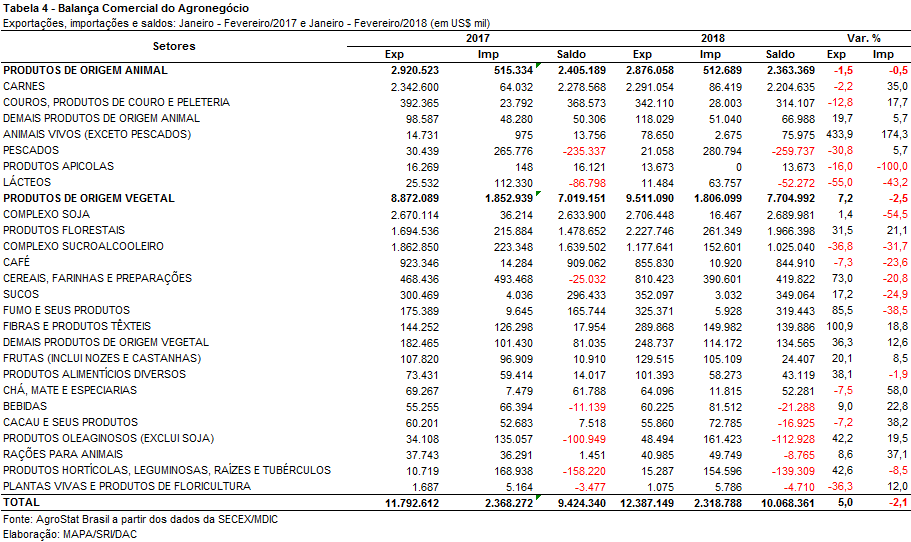 Tabela 4 - Balança Comercial do Agronegócio
Exportações, importações e saldos: Janeiro - Fevereiro/2017 e Janeiro - Fevereiro/2018 (em US$ mil)
Setores 2017 2018 Var. %
Exp Imp Saldo Exp Imp Saldo Exp Imp
PRODUTOS DE ORIGEM ANIMAL 2.920.523 515.334 2.405.189 2.876.058 512.689 2.363.369 -1,5 -0,5
CARNES 2.342.600 64.032 2.278.568 2.291.054 86.419 2.204.635 -2,2 35,0
COUROS, PRODUTOS DE COURO E PELETERIA 392.365 23.792 368.573 342.110 28.003 314.107 -12,8 17,7
DEMAIS PRODUTOS DE ORIGEM ANIMAL 98.587 48.280 50.306 118.029 51.040 66.988 19,7 5,7
ANIMAIS VIVOS (EXCETO PESCADOS) 14.731 975 13.756 78.650 2.675 75.975 433,9 174,3
PESCADOS 30.439 265.776 -235.337 21.058 280.794 -259.737 -30,8 5,7
PRODUTOS APICOLAS 16.269 148 16.121 13.673 0 13.673 -16,0 -100,0
LÁCTEOS 25.532 112.330 -86.798 11.484 63.757 -52.272 -55,0 -43,2
PRODUTOS DE ORIGEM VEGETAL 8.872.089 1.852.939 7.019.151 9.511.090 1.806.099 7.704.992 7,2 -2,5
COMPLEXO SOJA 2.670.114 36.214 2.633.900 2.706.448 16.467 2.689.981 1,4 -54,5
PRODUTOS FLORESTAIS 1.694.536 215.884 1.478.652 2.227.746 261.349 1.966.398 31,5 21,1
COMPLEXO SUCROALCOOLEIRO 1.862.850 223.348 1.639.502 1.177.641 152.601 1.025.040 -36,8 -31,7
CAFÉ 923.346 14.284 909.062 855.830 10.920 844.910 -7,3 -23,6
CEREAIS, FARINHAS E PREPARAÇÕES 468.436 493.468 -25.032 810.423 390.601 419.822 73,0 -20,8
SUCOS 300.469 4.036 296.433 352.097 3.032 349.064 17,2 -24,9
FUMO E SEUS PRODUTOS 175.389 9.645 165.744 325.371 5.928 319.443 85,5 -38,5
FIBRAS E PRODUTOS TÊXTEIS 144.252 126.298 17.954 289.868 149.982 139.886 100,9 18,8
DEMAIS PRODUTOS DE ORIGEM VEGETAL 182.465 101.430 81.035 248.737 114.172 134.565 36,3 12,6
FRUTAS (INCLUI NOZES E CASTANHAS) 107.820 96.909 10.910 129.515 105.109 24.407 20,1 8,5
PRODUTOS ALIMENTÍCIOS DIVERSOS 73.431 59.414 14.017 101.393 58.273 43.119 38,1 -1,9
CHÁ, MATE E ESPECIARIAS 69.267 7.479 61.788 64.096 11.815 52.281 -7,5 58,0
BEBIDAS 55.255 66.394 -11.139 60.225 81.512 -21.288 9,0 22,8
CACAU E SEUS PRODUTOS 60.201 52.683 7.518 55.860 72.785 -16.925 -7,2 38,2
PRODUTOS OLEAGINOSOS (EXCLUI SOJA) 34.108 135.057 -100.949 48.494 161.423 -112.928 42,2 19,5
RAÇÕES PARA ANIMAIS 37.743 36.291 1.451 40.985 49.749 -8.765 8,6 37,1
PRODUTOS HORTÍCOLAS, LEGUMINOSAS, RAÍZES E TUBÉRCULOS 10.719 168.938 -158.220 15.287 154.596 -139.309 42,6 -8,5
PLANTAS VIVAS E PRODUTOS DE FLORICULTURA 1.687 5.164 -3.477 1.075 5.786 -4.710 -36,3 12,0
TOTAL 11.792.612 2.368.272 9.424.340 12.387.149 2.318.788 10.068.361 5,0 -2,1
Fonte: AgroStat Brasil a partir dos dados da SECEX/MDIC
Elaboração: MAPA/SRI/DAC